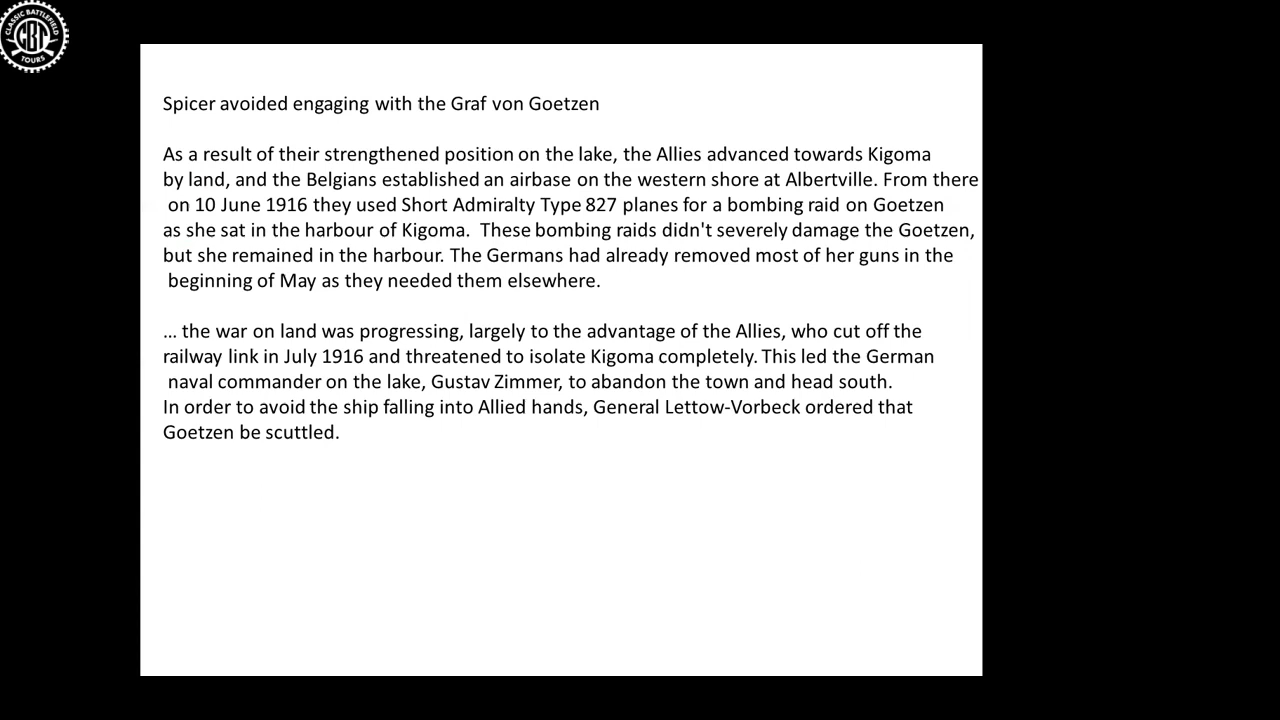 CLASSIC BATTLEFIELD
CBT
TOURS
Spicer avoided engaging with the Graf von Goetzen
As a result of their strengthened position on the lake, the Allies advanced towards Kigoma
by land, and the Belgians established an airbase on the western shore at Albertville. From there
on 10 June 1916 they used Short Admiralty Type 827 planes for a bombing raid on Goetzen
as she sat in the harbour of Kigoma.  These bombing raids didn't severely damage the Goetzen,
but she remained in the harbour. The Germans had already removed most of her guns in the
beginning of May as they needed them elsewhere.
… the war on land was progressing, largely to the advantage of the Allies, who cut off the
railway link in July 1916 and threatened to isolate Kigoma completely. This led the German
naval commander on the lake, Gustav Zimmer, to abandon the town and head south.
In order to avoid the ship falling into Allied hands, General Lettow-Vorbeck ordered that
Goetzen be scuttled.